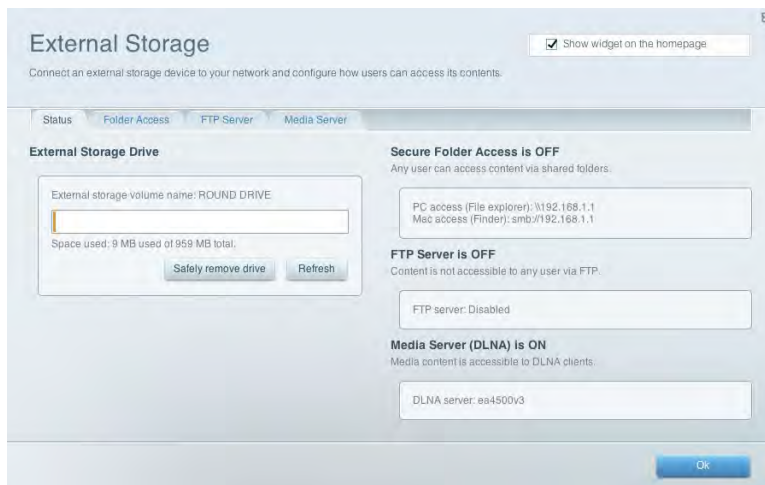 External Storage
Show widget on the homepage
Connect an external storage device to your network and configure how users can access its contents.
Status
Folder Access
FTP Server
Media Server
External Storage Drive
External storage volume name: ROUND DRIVE
Space used: 9 MB used of 959 MB total.
Safely remove drive
Refresh
Secure Folder Access is OFF
Any user can access content via shared folders.
PC access (File explorer): \\192.168.1.1
Mac access (Finder): smb://192.168.1.1
FTP Server is OFF
Content is not accessible to any user via FTP.
FTP server: Disabled
Media Server (DLNA) is ON
Media content is accessible to DLNA clients.
DLNA server: ea4500v3
Ok